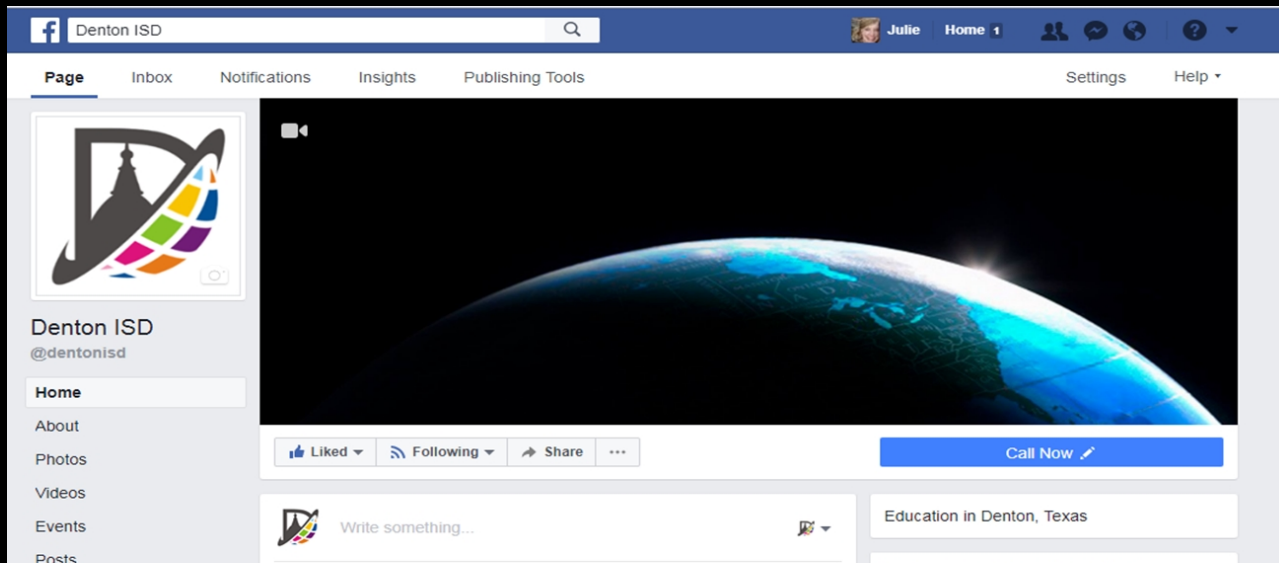 Denton ISD
Julie Home 1
Page Inbox Notifications Insights Publishing Tools Settings Help
Denton ISD
@dentonisd
Home
About
Photos
Videos
Events
Posts
Liked Following Share ...
Call Now
Write something...
Education in Denton, Texas